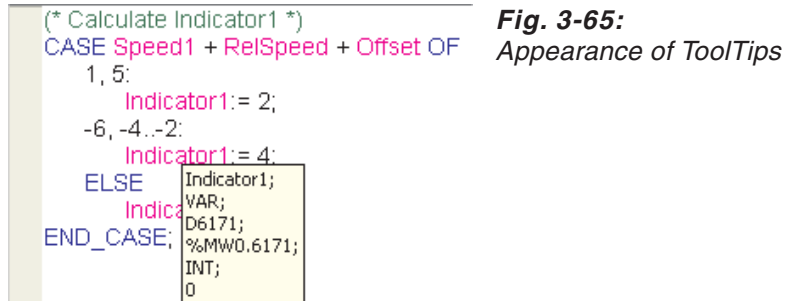 (* Calculate Indicator1 *)
CASE Speed1 + RelSpeed + Offset OF
1, 5:
Indicator1:= 2;
-6, -4..-2:
Indicator1:= 4;
ELSE
END_CASE;
Indicator1;
VAR;
D6171;
%MW0.6171;
INT;
0
Fig. 3-65:
Appearance of ToolTips